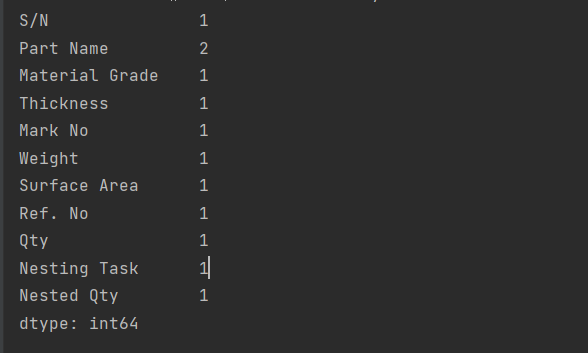 S/N 1
Part Name 2
Material Grade 1
Thickness 1
Mark No 1
Weight 1
Surface Area 1
Ref. No 1
Qty 1
Nesting Task 1
Nested Qty 1
dtype: int64